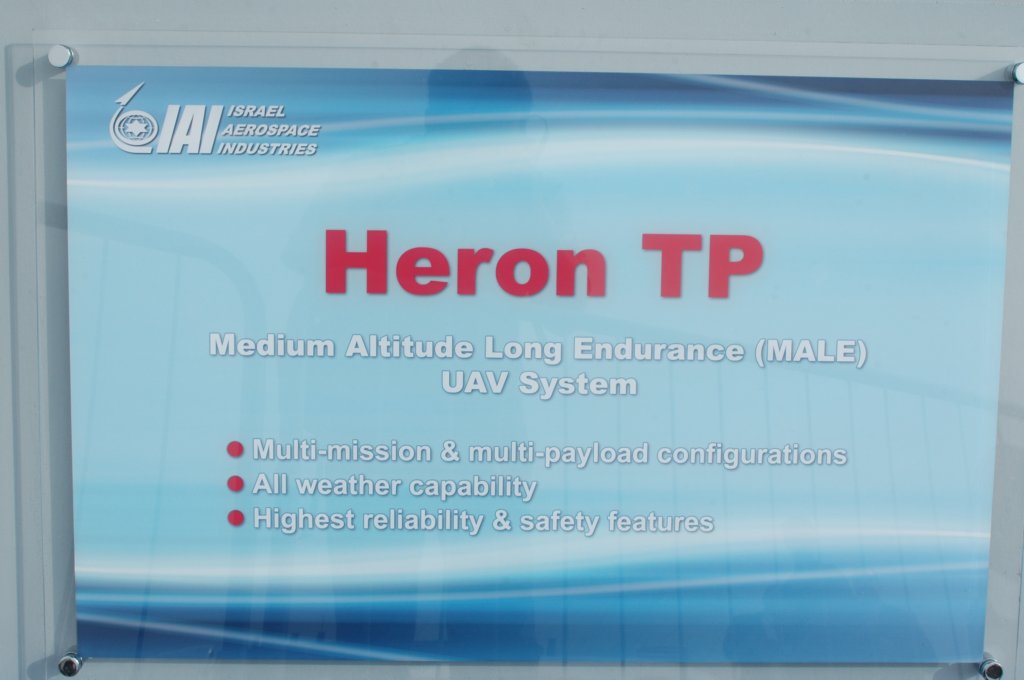 IAI
ISRAEL
AEROSPACE
INDUSTRIES
Heron TP
Medium Altitude Long Endurance (MALE)
UAV System
Multi-mission & multi-payload configurations
All weather capability
Highest reliability & safety features